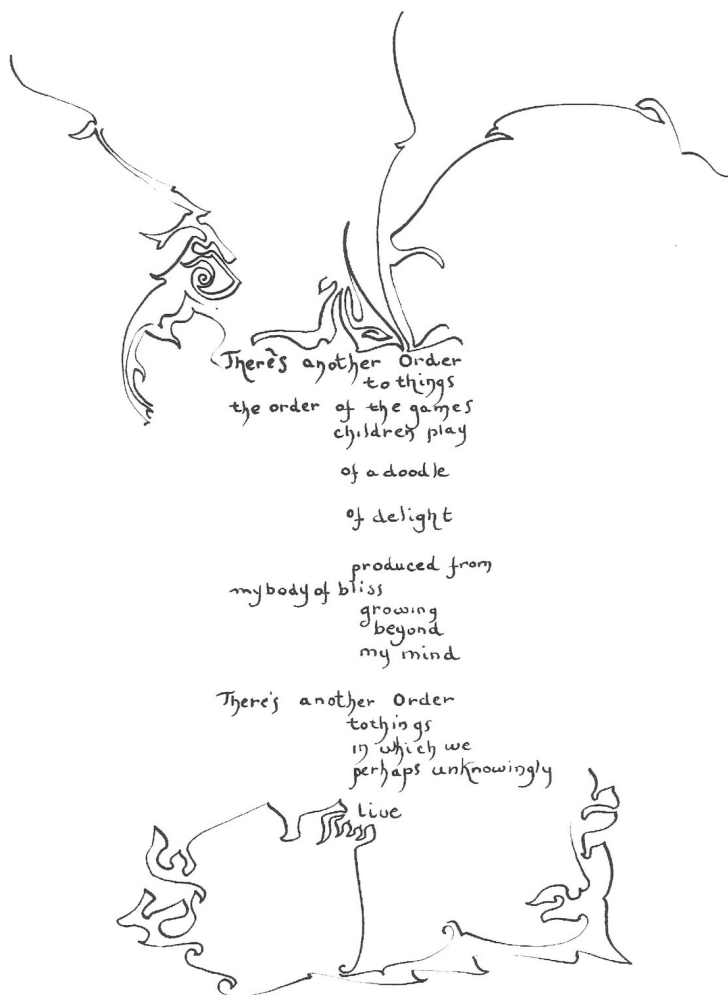 There's another Order
to things
the order of the games
children play
of a doodle
of delight
produced from
my body of bliss
growing
beyond
my mind
There's another Order
to things
in which we
perhaps unknowingly
live